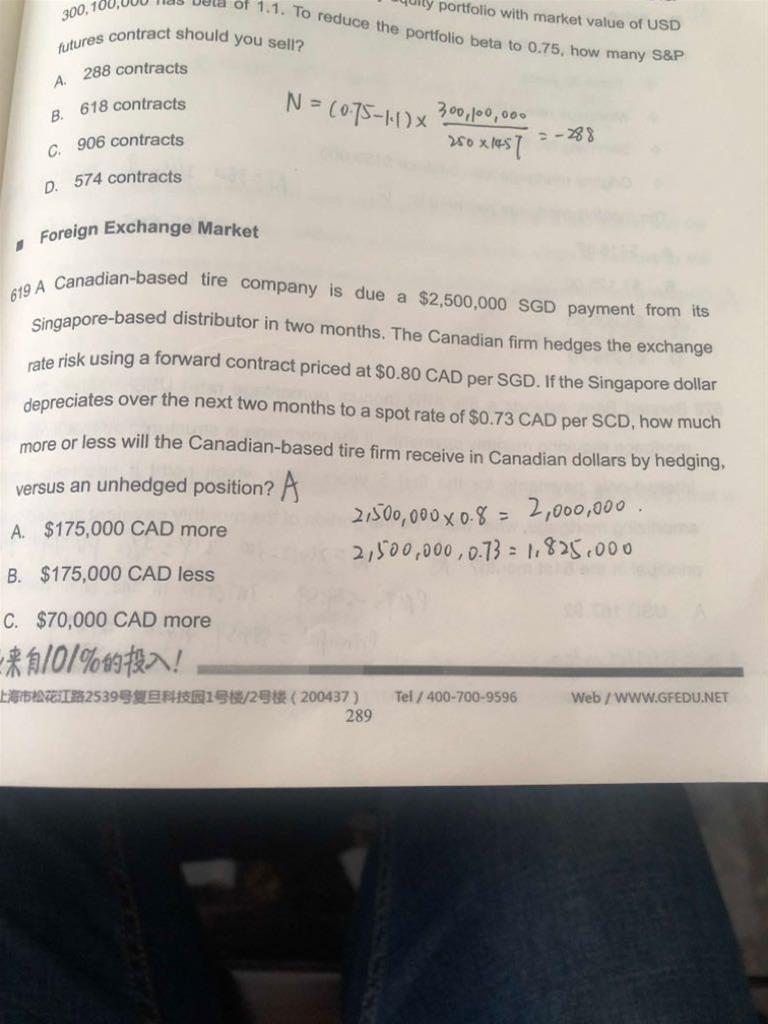 quity portfolio with market value of USD
300,100,000 has beta of 1.1. To reduce the portfolio beta to 0.75, how many S&P
futures contract should you sell?
A. 288 contracts
B. 618 contracts
C. 906 contracts
D. 574 contracts
N = (0.75-1.1) × 300,100,000 / 250 × 1457 = -288
■ Foreign Exchange Market
619 A Canadian-based tire company is due a $2,500,000 SGD payment from its
Singapore-based distributor in two months. The Canadian firm hedges the exchange
rate risk using a forward contract priced at $0.80 CAD per SGD. If the Singapore dollar
depreciates over the next two months to a spot rate of $0.73 CAD per SCD, how much
more or less will the Canadian-based tire firm receive in Canadian dollars by hedging,
versus an unhedged position? A
A. $175,000 CAD more
B. $175,000 CAD less
C. $70,000 CAD more
2,500,000 × 0.8 = 2,000,000.
2,500,000, 0.73 = 1,825.000
来自101%的投入!
上海市松花江路2539号复旦科技园1号楼/2号楼(200437) Tel / 400-700-9596 Web / WWW.GFEDU.NET
289